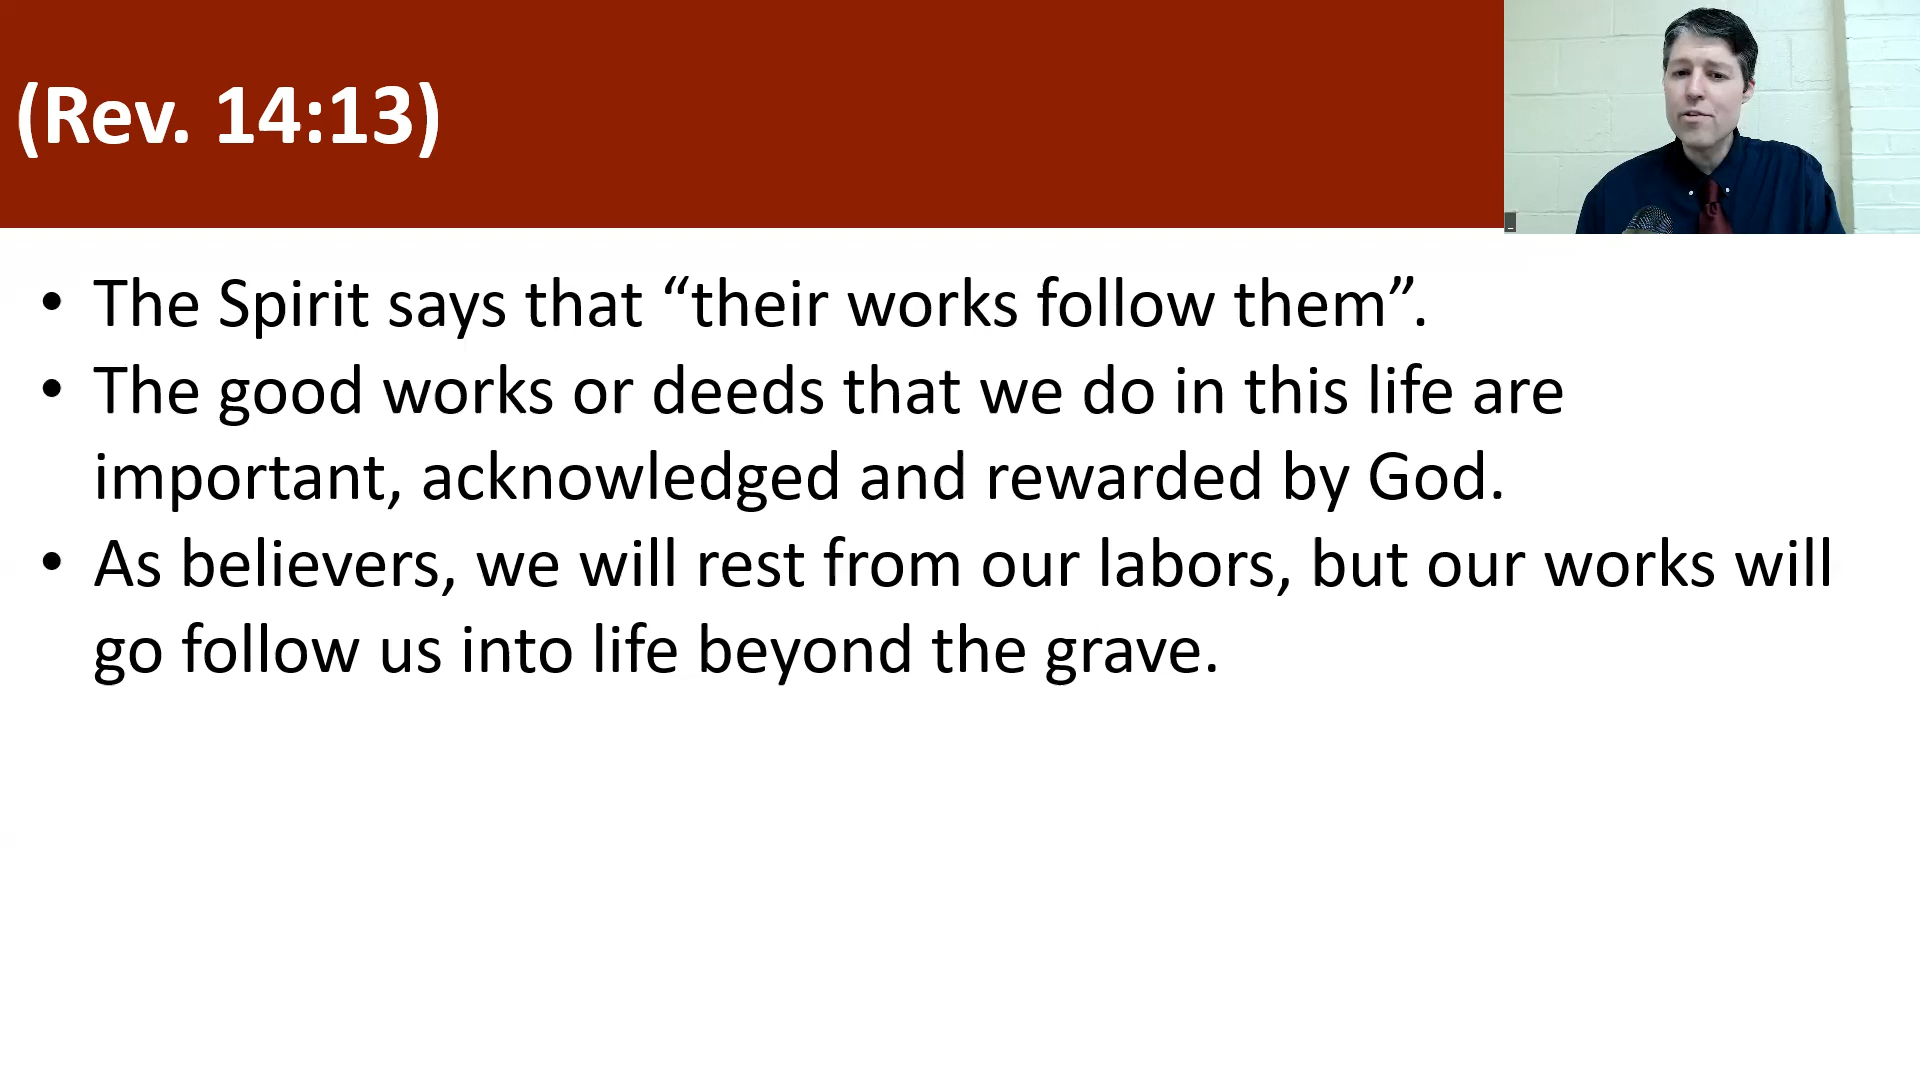 (Rev. 14:13)
• The Spirit says that “their works follow them”.
• The good works or deeds that we do in this life are
important, acknowledged and rewarded by God.
• As believers, we will rest from our labors, but our works will
go follow us into life beyond the grave.